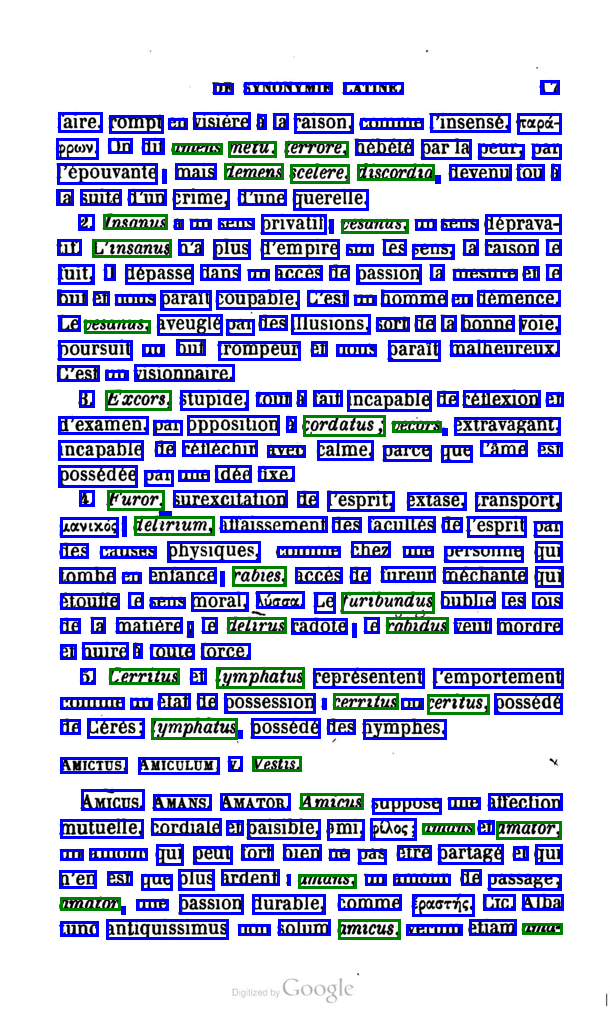 DE SYNONYMIE LATINE. 17
faire, rompt en visière à la raison, comme l'insensé, παρά-
φρων. On dit amens metu, terrore, hébété par la peur, par
l'épouvante; mais demens scelere, discordia, devenu fou à
la suite d'un crime, d'une querelle.
2. Insanus a un sens privatif; vesanus, un sens déprava-
tif. L'insanus n'a plus d'empire sur les sens; la raison le
fuit, il dépasse dans un accès de passion la mesure et le
but et nous paraît coupable. C'est un homme en démence.
Le vesanus, aveuglé par des illusions, sort de la bonne voie,
poursuit un but trompeur et nous paraît malheureux.
C'est un visionnaire.
3. Excors, stupide, tout à fait incapable de réflexion et
d'examen, par opposition à cordatus; vecors, extravagant,
incapable de réfléchir avec calme, parce que l'âme est
possédée par une idée fixe.
4. Furor, surexcitation de l'esprit, extase, transport,
μανικός; delirium, affaissement des facultés de l'esprit par
des causes physiques, comme chez une personne qui
tombe en enfance; rabies, accès de fureur méchante qui
étouffe le sens moral, λύσσα. Le furibundus oublie les lois
de la matière; le delirus radote; le rabidus veut mordre
et nuire à toute force.
5. Cerritus et lymphatus représentent l'emportement
comme un état de possession: cerritus ou ceritus, possédé
de Cérès; lymphatus, possédé des nymphes.
AMICTUS, AMICULUM v. Vestis.
AMICUS, AMANS, AMATOR. Amicus suppose une affection
mutuelle, cordiale et paisible, ami, φίλος; amans et amator,
un amour qui peut fort bien ne pas être partagé et qui
n'en est que plus ardent: amans, un amour de passage;
amator, une passion durable, comme ἐραστής. CIC. Alba
tunc antiquissimus non solum amicus, verum etiam ama-
Digitized by Google